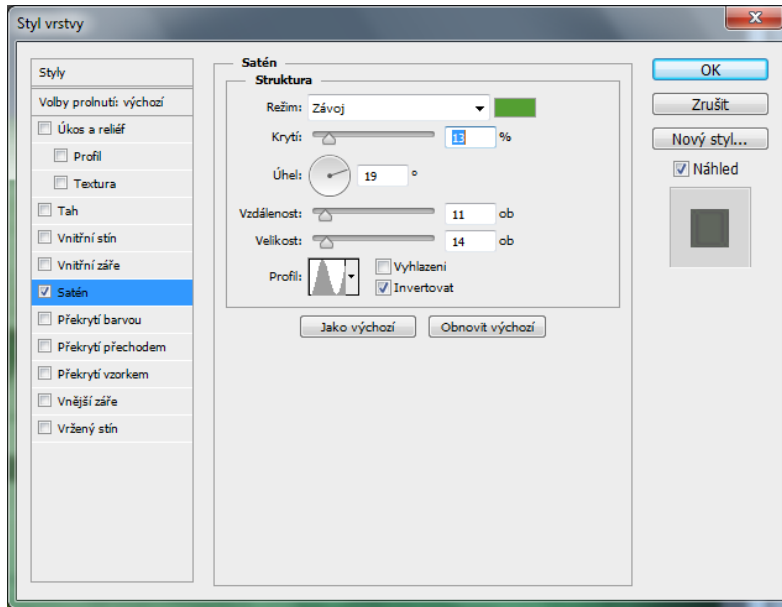 Styl vrstvy
Styly
Volby prolnutí: výchozí
Úkos a reliéf
Profil
Textura
Tah
Vnitřní stín
Vnitřní záře
Satén
Překrytí barvou
Překrytí přechodem
Překrytí vzorkem
Vnější záře
Vržený stín
Satén
Struktura
Režim: Závoj
Krytí: 13 %
Úhel: 19 °
Vzdálenost: 11 ob
Velikost: 14 ob
Profil:
Vyhlazení
Invertovat
Jako výchozí Obnovit výchozí
OK
Zrušit
Nový styl...
Náhled